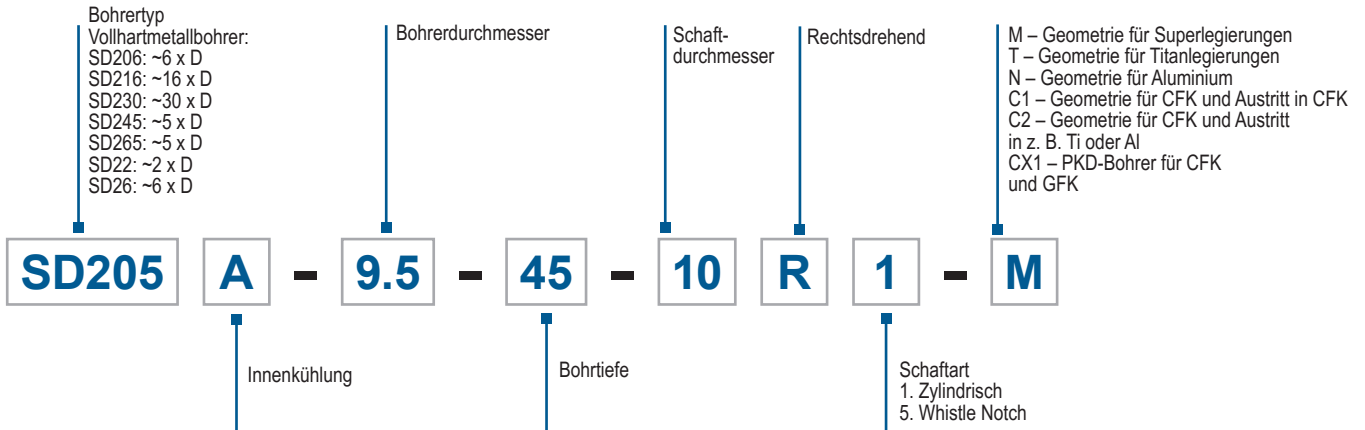 Bohrertyp
Vollhartmetallbohrer:
SD206: ~6 x D
SD216: ~16 x D
SD230: ~30 x D
SD245: ~5 x D
SD265: ~5 x D
SD22: ~2 x D
SD26: ~6 x D
Bohrerdurchmesser
Schaft-
durchmesser
Rechtsdrehend
M – Geometrie für Superlegierungen
T – Geometrie für Titanlegierungen
N – Geometrie für Aluminium
C1 – Geometrie für CFK und Austritt in CFK
C2 – Geometrie für CFK und Austritt
in z. B. Ti oder Al
CX1 – PKD-Bohrer für CFK
und GFK
SD205 A - 9.5 - 45 - 10 R 1 - M
Innenkühlung
Bohrtiefe
Schaftart
1. Zylindrisch
5. Whistle Notch